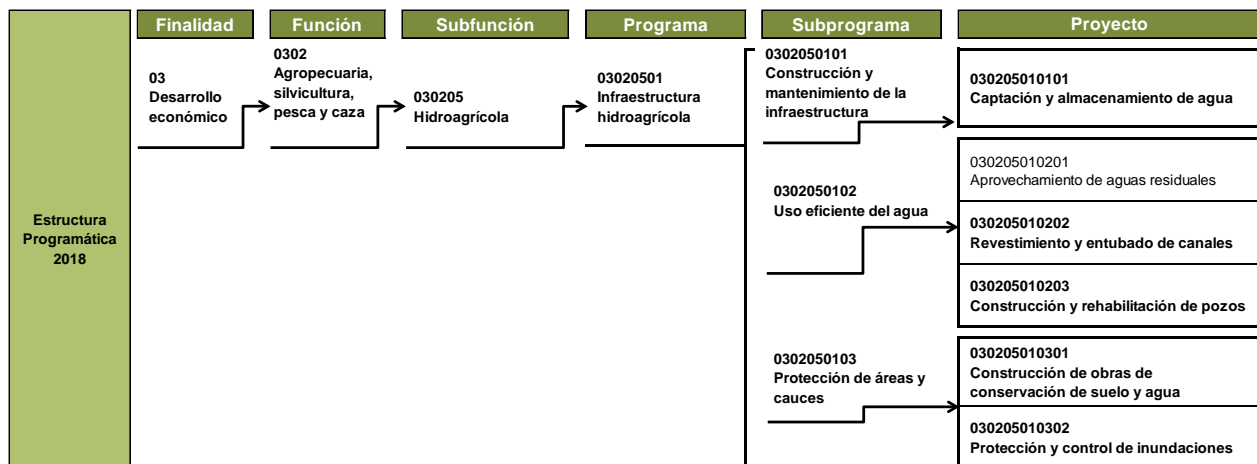 Finalidad
Función
Subfunción
Programa
Subprograma
Proyecto
Estructura
Programática
2018
03
Desarrollo
económico
0302
Agropecuaria,
silvicultura,
pesca y caza
030205
Hidroagrícola
03020501
Infraestructura
hidroagrícola
0302050101
Construcción y
mantenimiento de la
infraestructura
030205010101
Captación y almacenamiento de agua
0302050102
Uso eficiente del agua
030205010201
Aprovechamiento de aguas residuales
030205010202
Revestimiento y entubado de canales
030205010203
Construcción y rehabilitación de pozos
0302050103
Protección de áreas y
cauces
030205010301
Construcción de obras de
conservación de suelo y agua
030205010302
Protección y control de inundaciones